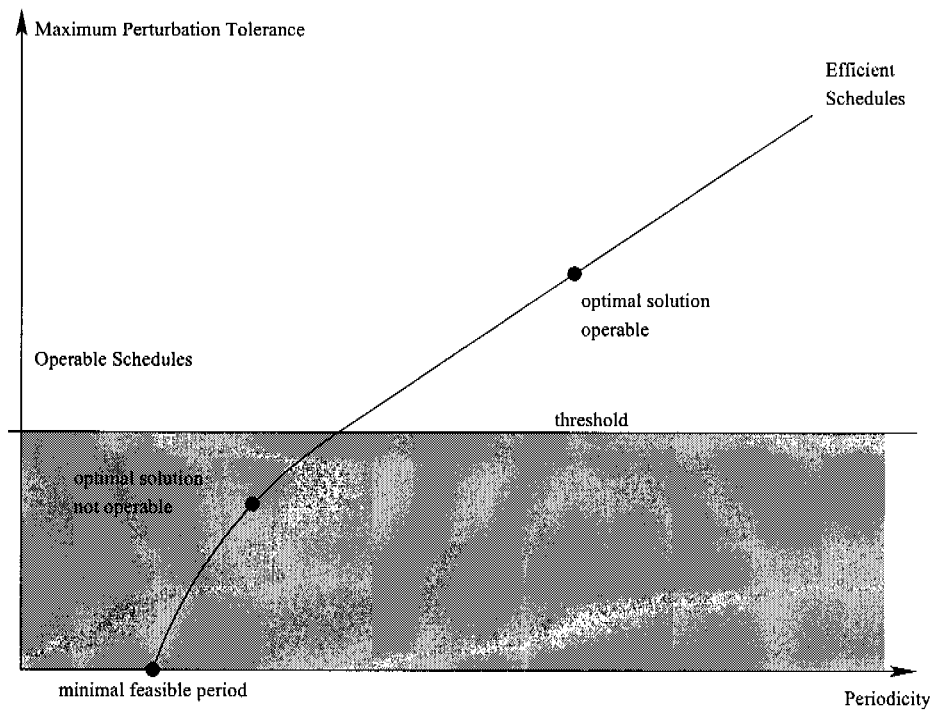 Maximum Perturbation Tolerance
Efficient
Schedules
optimal solution
operable
Operable Schedules
threshold
optimal solution
not operable
minimal feasible period
Periodicity